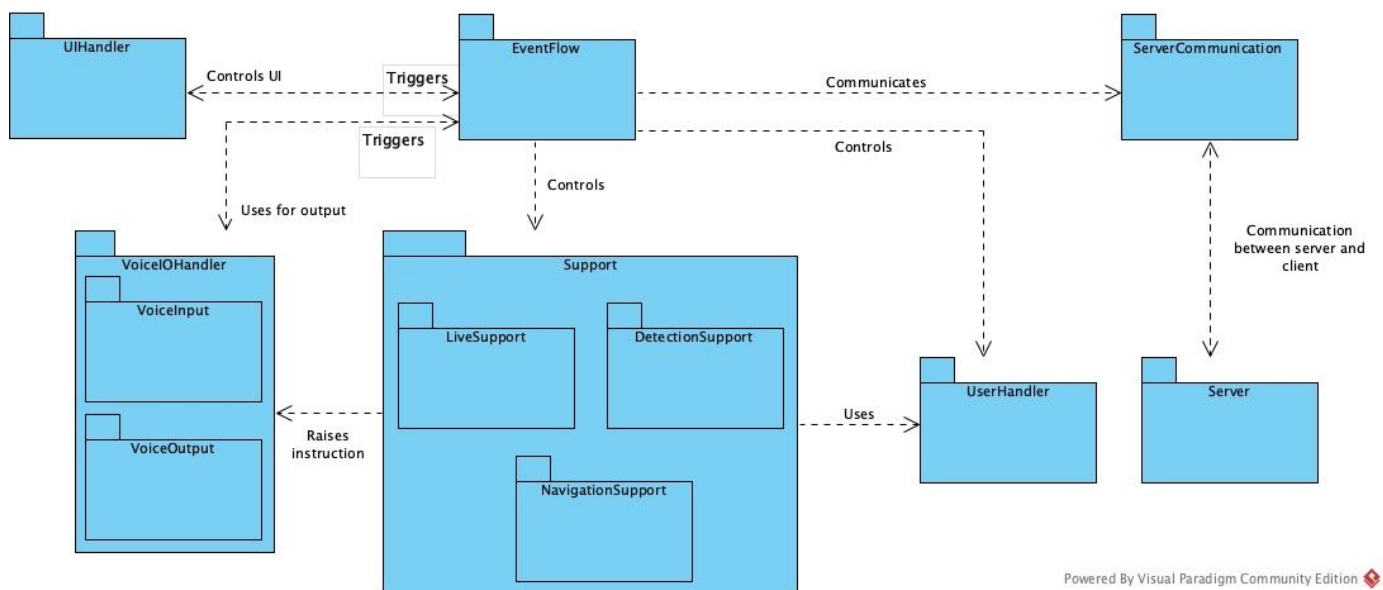 UIHandler
EventFlow
ServerCommunication
Controls UI
Triggers
Communicates
Triggers
Controls
Controls
Uses for output
Communication
between server and
client
VoiceIOHandler
VoiceInput
VoiceOutput
Support
LiveSupport
DetectionSupport
NavigationSupport
Raises
instruction
Uses
UserHandler
Server
Powered By Visual Paradigm Community Edition